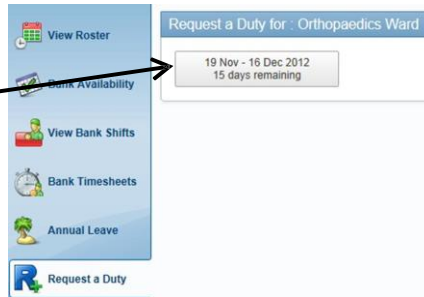 View Roster
Bank Availability
View Bank Shifts
Bank Timesheets
Annual Leave
Request a Duty
Request a Duty for : Orthopaedics Ward
19 Nov - 16 Dec 2012
15 days remaining